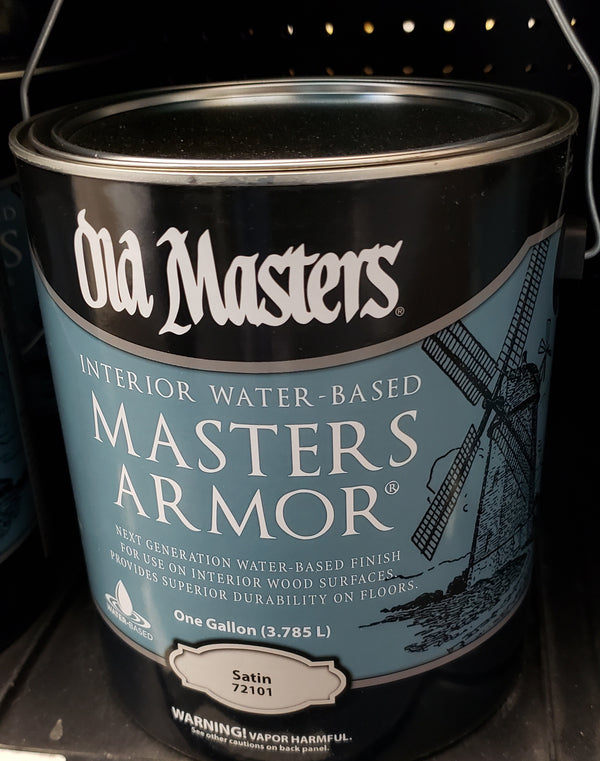 Old Masters®
INTERIOR WATER-BASED
MASTERS
ARMOR®
NEXT GENERATION WATER-BASED FINISH
FOR USE ON INTERIOR WOOD SURFACES.
PROVIDES SUPERIOR DURABILITY ON FLOORS.
WATER-BASED
One Gallon (3.785 L)
Satin
72101
WARNING! VAPOR HARMFUL.
See other cautions on back panel.